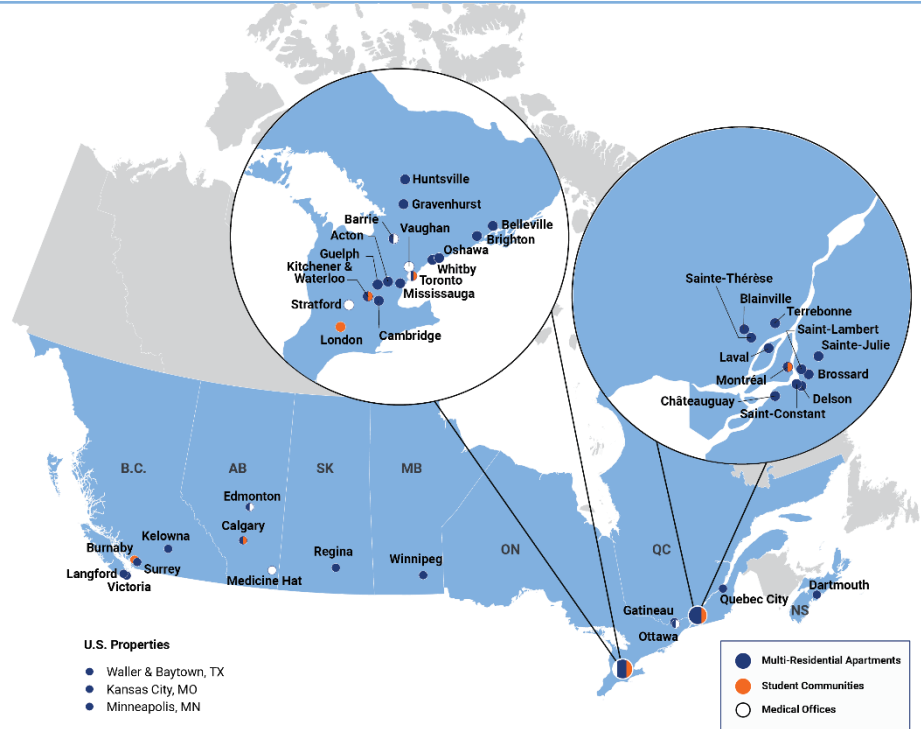 Huntsville
Gravenhurst
Barrie
Vaughan
Belleville
Acton
Brighton
Oshawa
Guelph
Whitby
Kitchener &
Waterloo
Toronto
Mississauga
Stratford
Cambridge
London
Sainte-Thérèse
Blainville
Terrebonne
Saint-Lambert
Sainte-Julie
Laval
Montréal
Brossard
Châteauguay
Delson
Saint-Constant
B.C.
AB
SK
MB
ON
QC
NS
Edmonton
Calgary
Kelowna
Burnaby
Surrey
Langford
Victoria
Medicine Hat
Regina
Winnipeg
Gatineau
Ottawa
Quebec City
Dartmouth
U.S. Properties
Waller & Baytown, TX
Kansas City, MO
Minneapolis, MN
Multi-Residential Apartments
Student Communities
Medical Offices